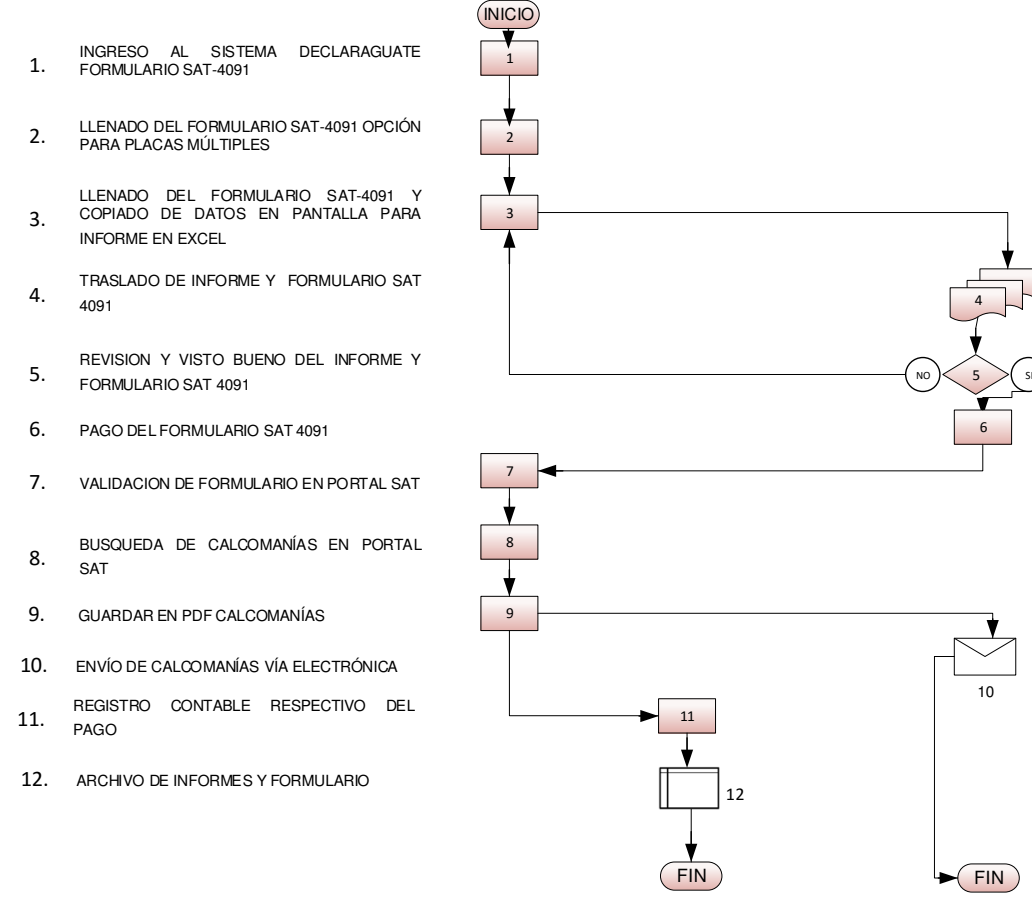 INICIO
1. INGRESO AL SISTEMA DECLARAGUATE
FORMULARIO SAT-4091
2. LLENADO DEL FORMULARIO SAT-4091 OPCIÓN
PARA PLACAS MÚLTIPLES
3. LLENADO DEL FORMULARIO SAT-4091 Y
COPIADO DE DATOS EN PANTALLA PARA
INFORME EN EXCEL
4. TRASLADO DE INFORME Y FORMULARIO SAT
4091
5. REVISION Y VISTO BUENO DEL INFORME Y
FORMULARIO SAT 4091
6. PAGO DEL FORMULARIO SAT 4091
7. VALIDACION DE FORMULARIO EN PORTAL SAT
8. BUSQUEDA DE CALCOMANÍAS EN PORTAL
SAT
9. GUARDAR EN PDF CALCOMANÍAS
10. ENVÍO DE CALCOMANÍAS VÍA ELECTRÓNICA
11. REGISTRO CONTABLE RESPECTIVO DEL
PAGO
12. ARCHIVO DE INFORMES Y FORMULARIO
1
2
3
4
NO
5
SI
6
7
8
9
10
11
12
FIN
FIN